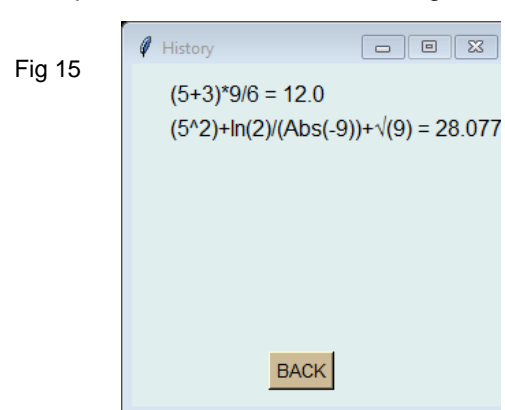 Fig 15
History
(5+3)*9/6 = 12.0
(5^2)+ln(2)/(Abs(-9))+√(9) = 28.077
BACK